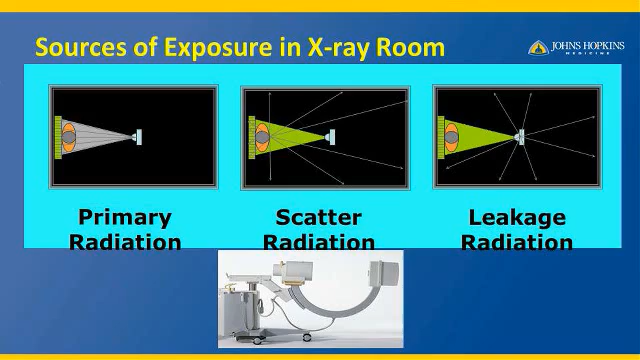 Sources of Exposure in X-ray Room
JOHNS HOPKINS
MEDICINE
Primary
Radiation
Scatter
Radiation
Leakage
Radiation